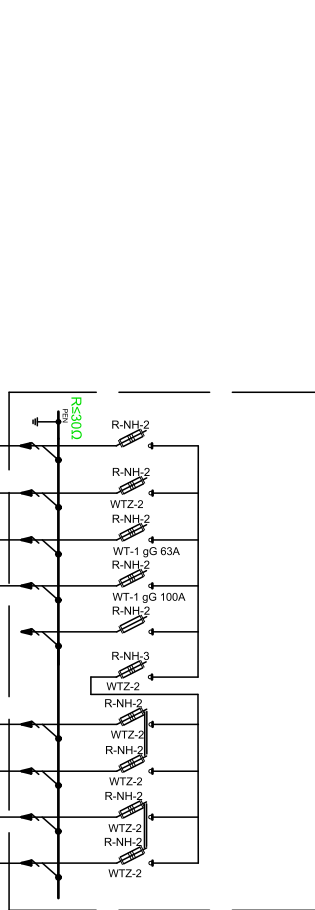 R≤30Ω
PEN
R-NH-2
R-NH-2
WTZ-2
R-NH-2
WT-1 gG 63A
R-NH-2
WT-1 gG 100A
R-NH-2
R-NH-3
WTZ-2
R-NH-2
WTZ-2
R-NH-2
WTZ-2
R-NH-2
WTZ-2
R-NH-2
WTZ-2